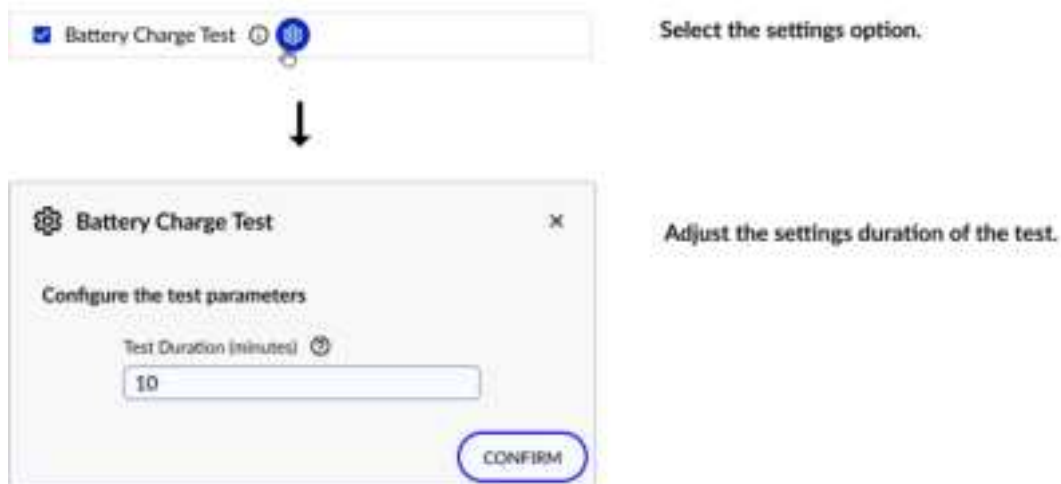 Battery Charge Test
Select the settings option.
Battery Charge Test
Adjust the settings duration of the test.
Configure the test parameters
Test Duration (minutes)
10
CONFIRM